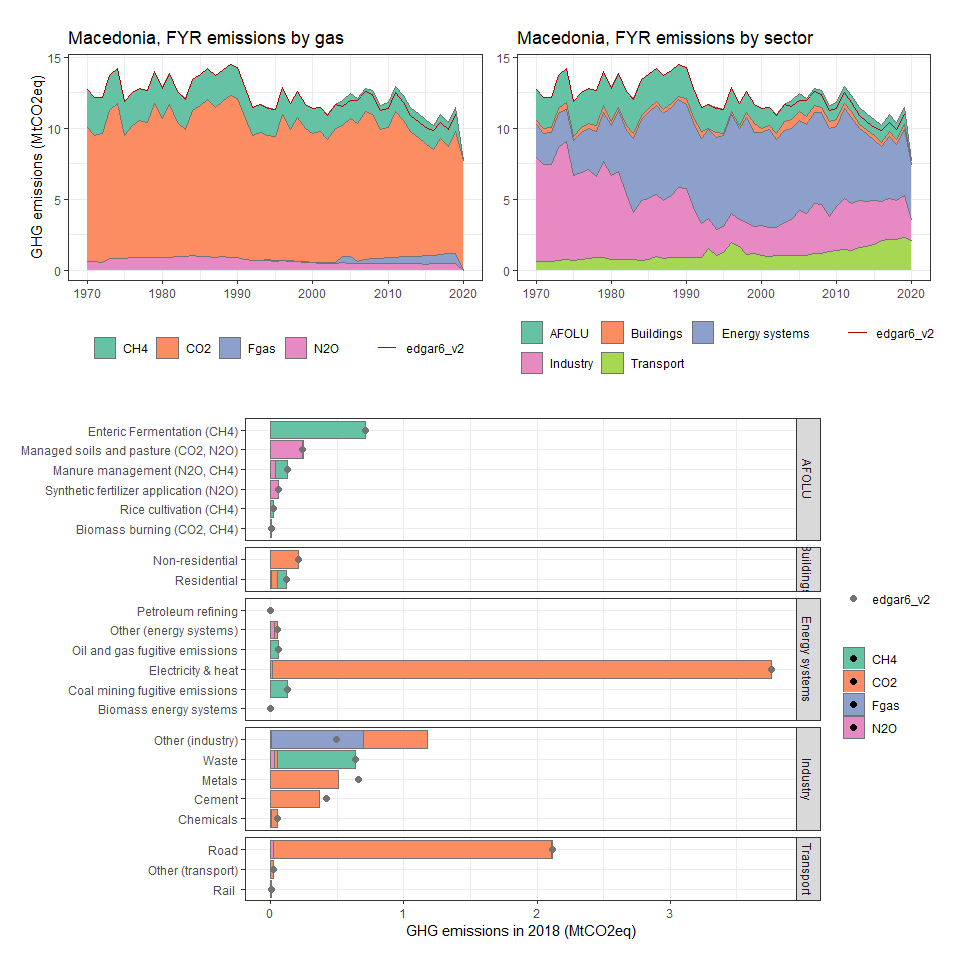 Macedonia, FYR emissions by gas
GHG emissions (MtCO2eq)
15
10
5
0
1970 1980 1990 2000 2010 2020
CH4 CO2 Fgas N2O edgar6_v2
Macedonia, FYR emissions by sector
15
10
5
0
1970 1980 1990 2000 2010 2020
AFOLU Buildings Energy systems edgar6_v2
Industry Transport
Enteric Fermentation (CH4)
Managed soils and pasture (CO2, N2O)
Manure management (N2O, CH4)
Synthetic fertilizer application (N2O)
Rice cultivation (CH4)
Biomass burning (CO2, CH4)
AFOLU
Non-residential
Residential
Buildings
Petroleum refining
Other (energy systems)
Oil and gas fugitive emissions
Electricity & heat
Coal mining fugitive emissions
Biomass energy systems
Energy systems
Other (industry)
Waste
Metals
Cement
Chemicals
Industry
Road
Other (transport)
Rail
Transport
0 1 2 3
GHG emissions in 2018 (MtCO2eq)
edgar6_v2
CH4
CO2
Fgas
N2O